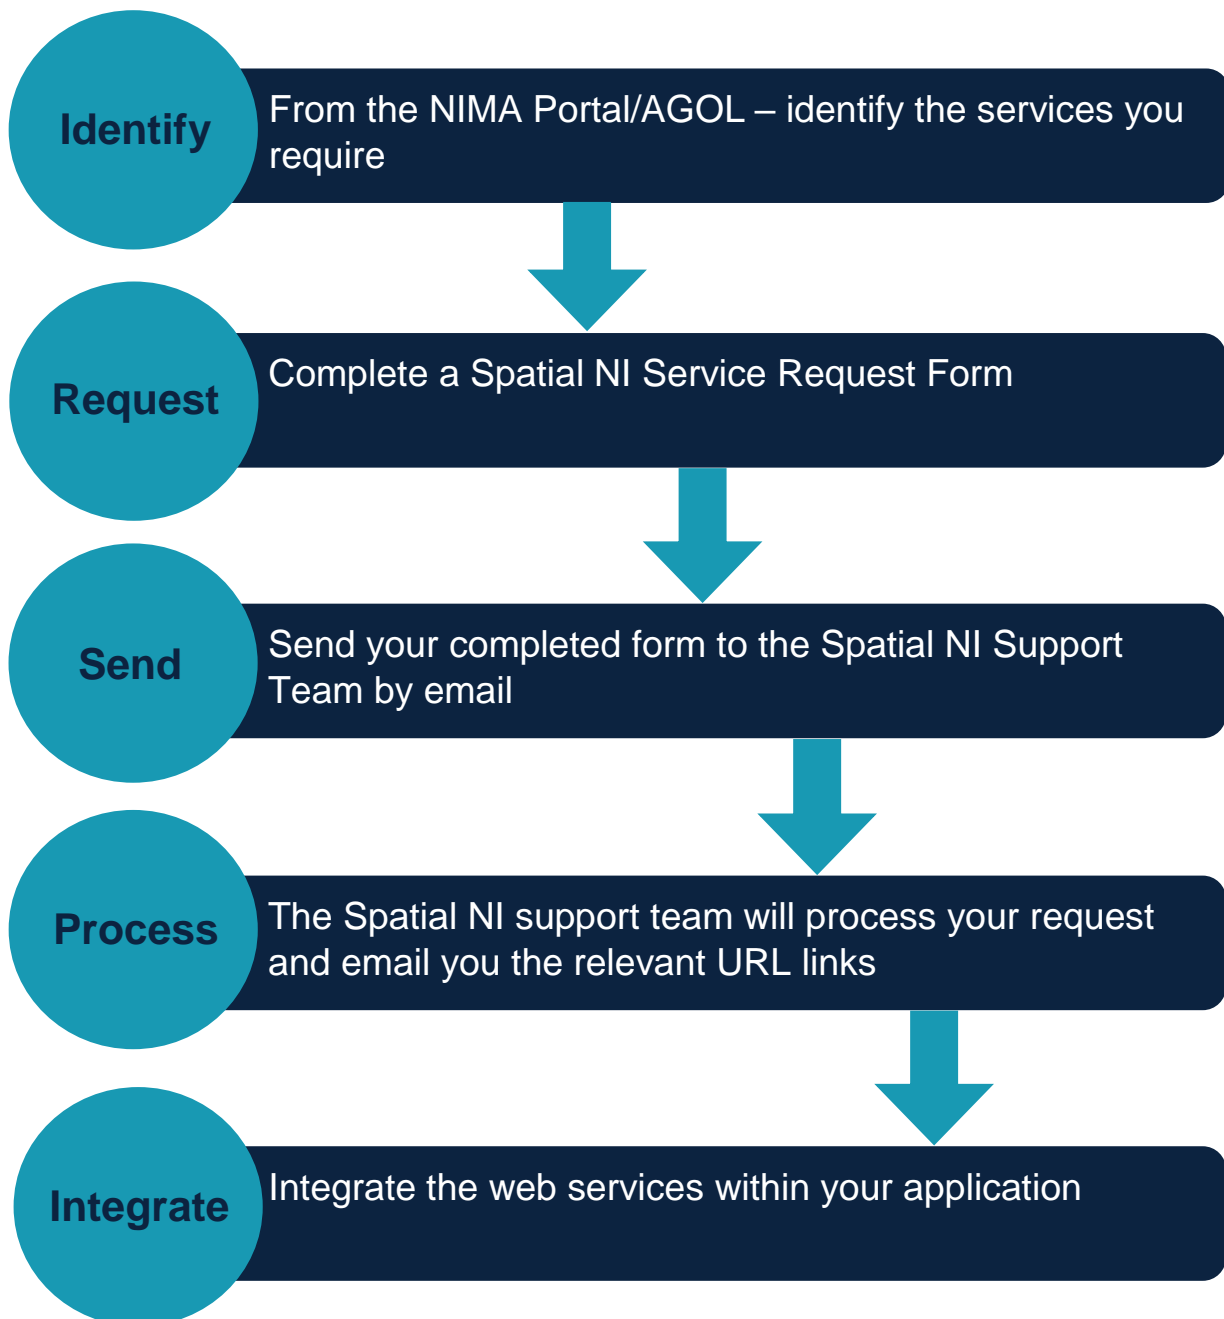 Identify
From the NIMA Portal/AGOL – identify the services you
require
Request
Complete a Spatial NI Service Request Form
Send
Send your completed form to the Spatial NI Support
Team by email
Process
The Spatial NI support team will process your request
and email you the relevant URL links
Integrate
Integrate the web services within your application